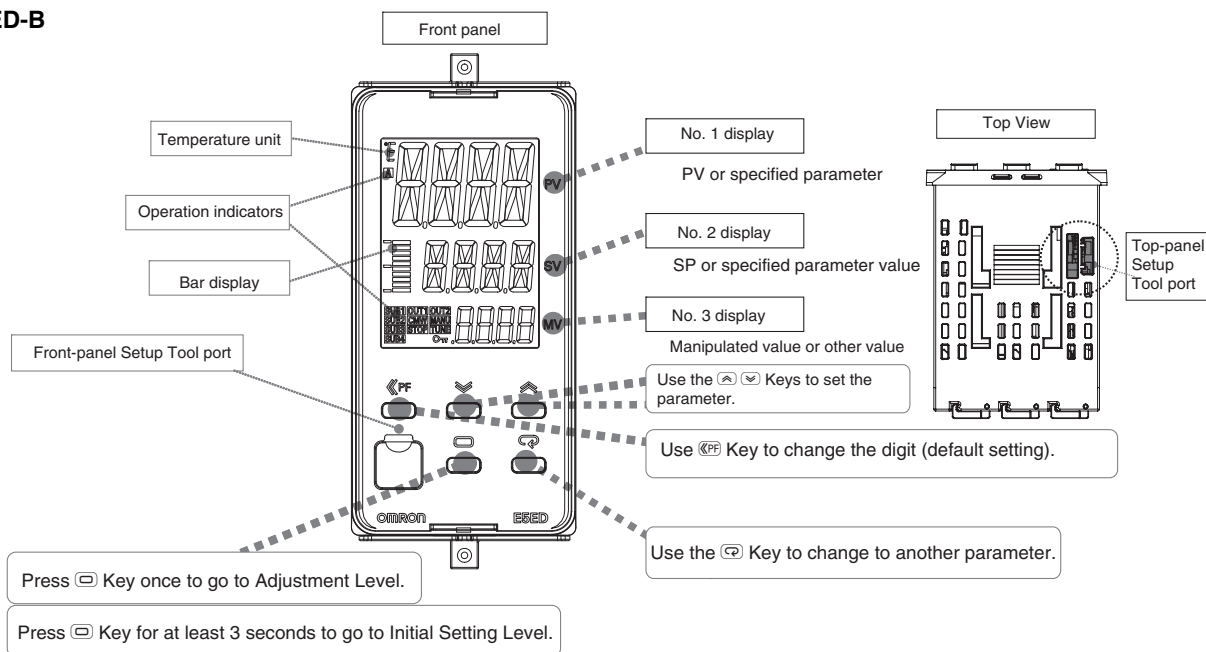 ED-B
Front panel
Temperature unit
Operation indicators
Bar display
Front-panel Setup Tool port
PV
SV
MV
SUB1 OUT1 OUT2
SUB2 CMW MANU
SUB3 STOP TUNE
SUB4
PF
OMRON
E5ED
No. 1 display
PV or specified parameter
No. 2 display
SP or specified parameter value
No. 3 display
Manipulated value or other value
Use the Keys to set the
parameter.
Use PF Key to change the digit (default setting).
Use the Key to change to another parameter.
Press Key once to go to Adjustment Level.
Press Key for at least 3 seconds to go to Initial Setting Level.
Top View
Top-panel
Setup
Tool port